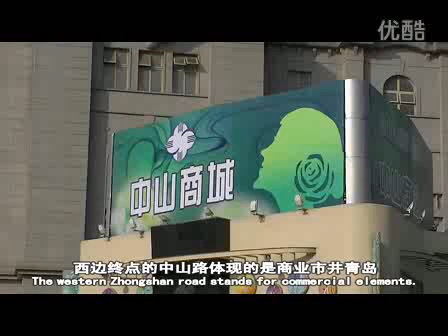 优酷
中山商城
西边终点的中山路体现的是商业市井青岛
The western Zhongshan road stands for commercial elements.